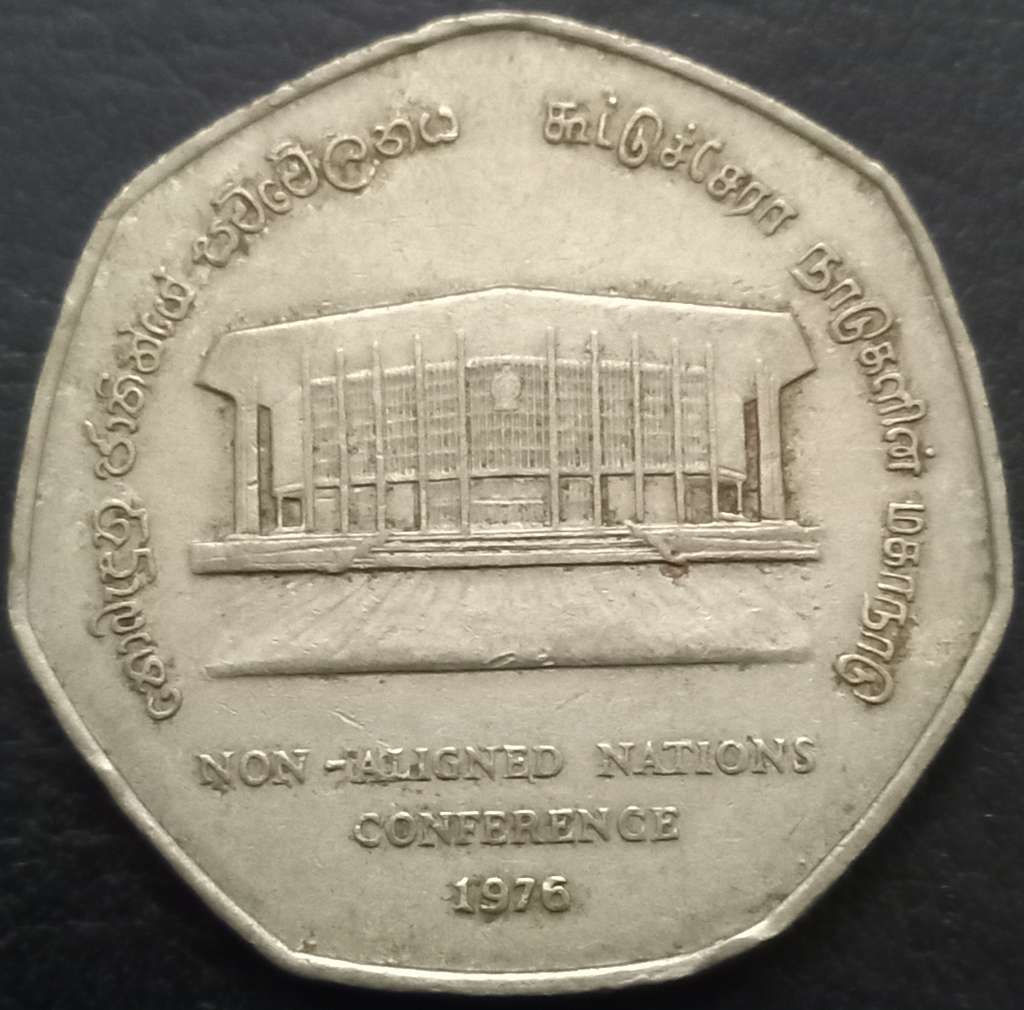 නොබැඳුනු ජාතීන්ගේ සම්මේලනය
கூட்டுச்சேரா நாடுகளின் மகாநாடு
NON-ALIGNED NATIONS
CONFERENCE
1976